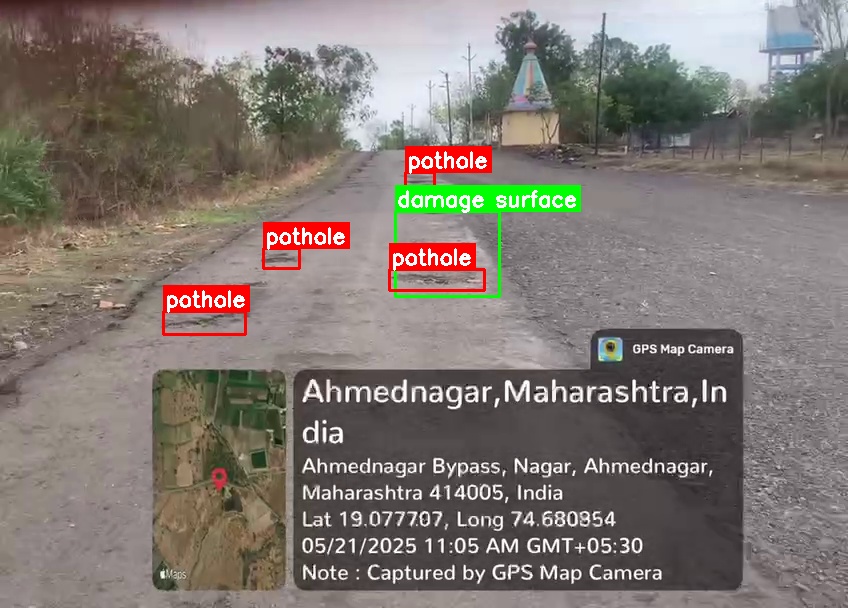 pothole
damage surface
pothole
pothole
pothole
GPS Map Camera
Ahmednagar,Maharashtra,In
dia
Ahmednagar Bypass, Nagar, Ahmednagar,
Maharashtra 414005, India
Lat 19.077707, Long 74.680854
05/21/2025 11:05 AM GMT+05:30
Note : Captured by GPS Map Camera
Maps